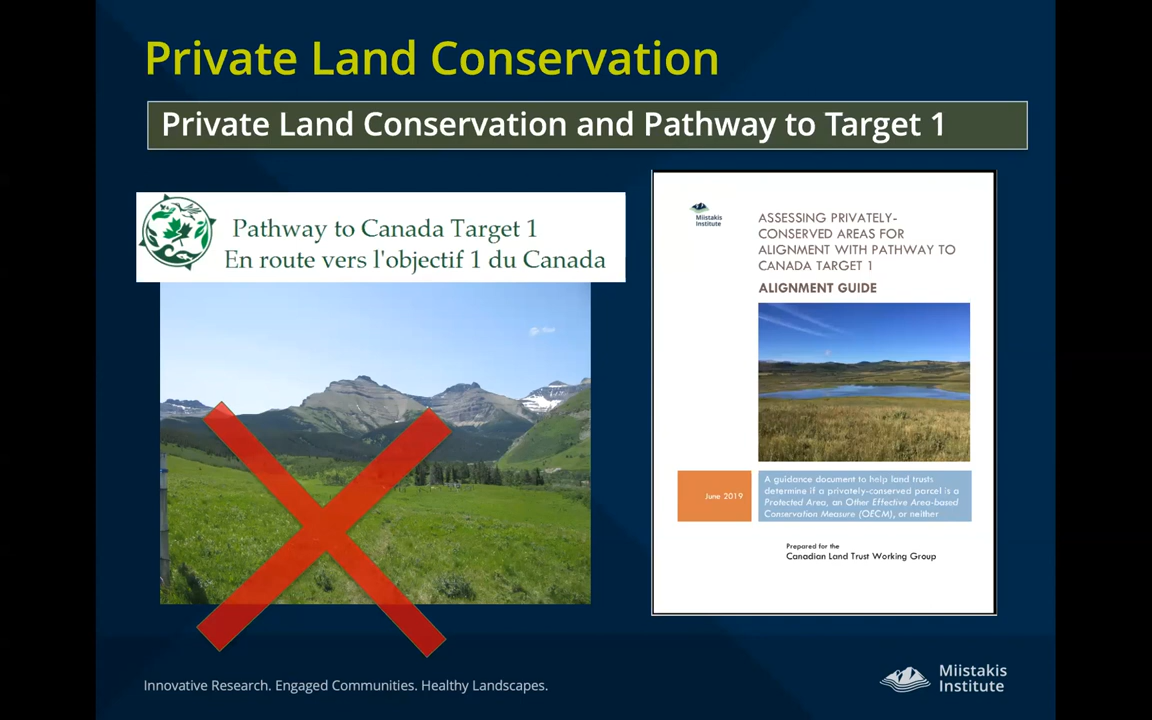 Private Land Conservation
Private Land Conservation and Pathway to Target 1
Pathway to Canada Target 1
En route vers l'objectif 1 du Canada
Miistakis
Institute
ASSESSING PRIVATELY-
CONSERVED AREAS FOR
ALIGNMENT WITH PATHWAY TO
CANADA TARGET 1
ALIGNMENT GUIDE
June 2019
A guidance document to help land trusts
determine if a privately-conserved parcel is a
Protected Area, an Other Effective Area-based
Conservation Measure (OECM), or neither
Prepared for the
Canadian Land Trust Working Group
Innovative Research. Engaged Communities. Healthy Landscapes.
Miistakis
Institute